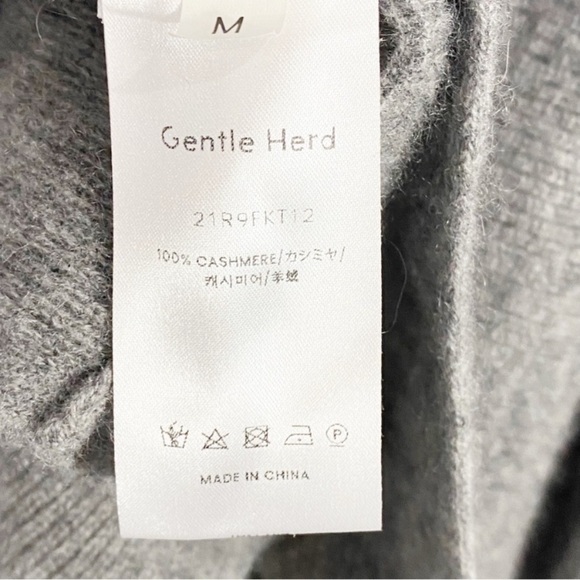 M
Gentle Herd
21R9FKT12
100% CASHMERE/カシミヤ/
캐시미어/羊绒
MADE IN CHINA